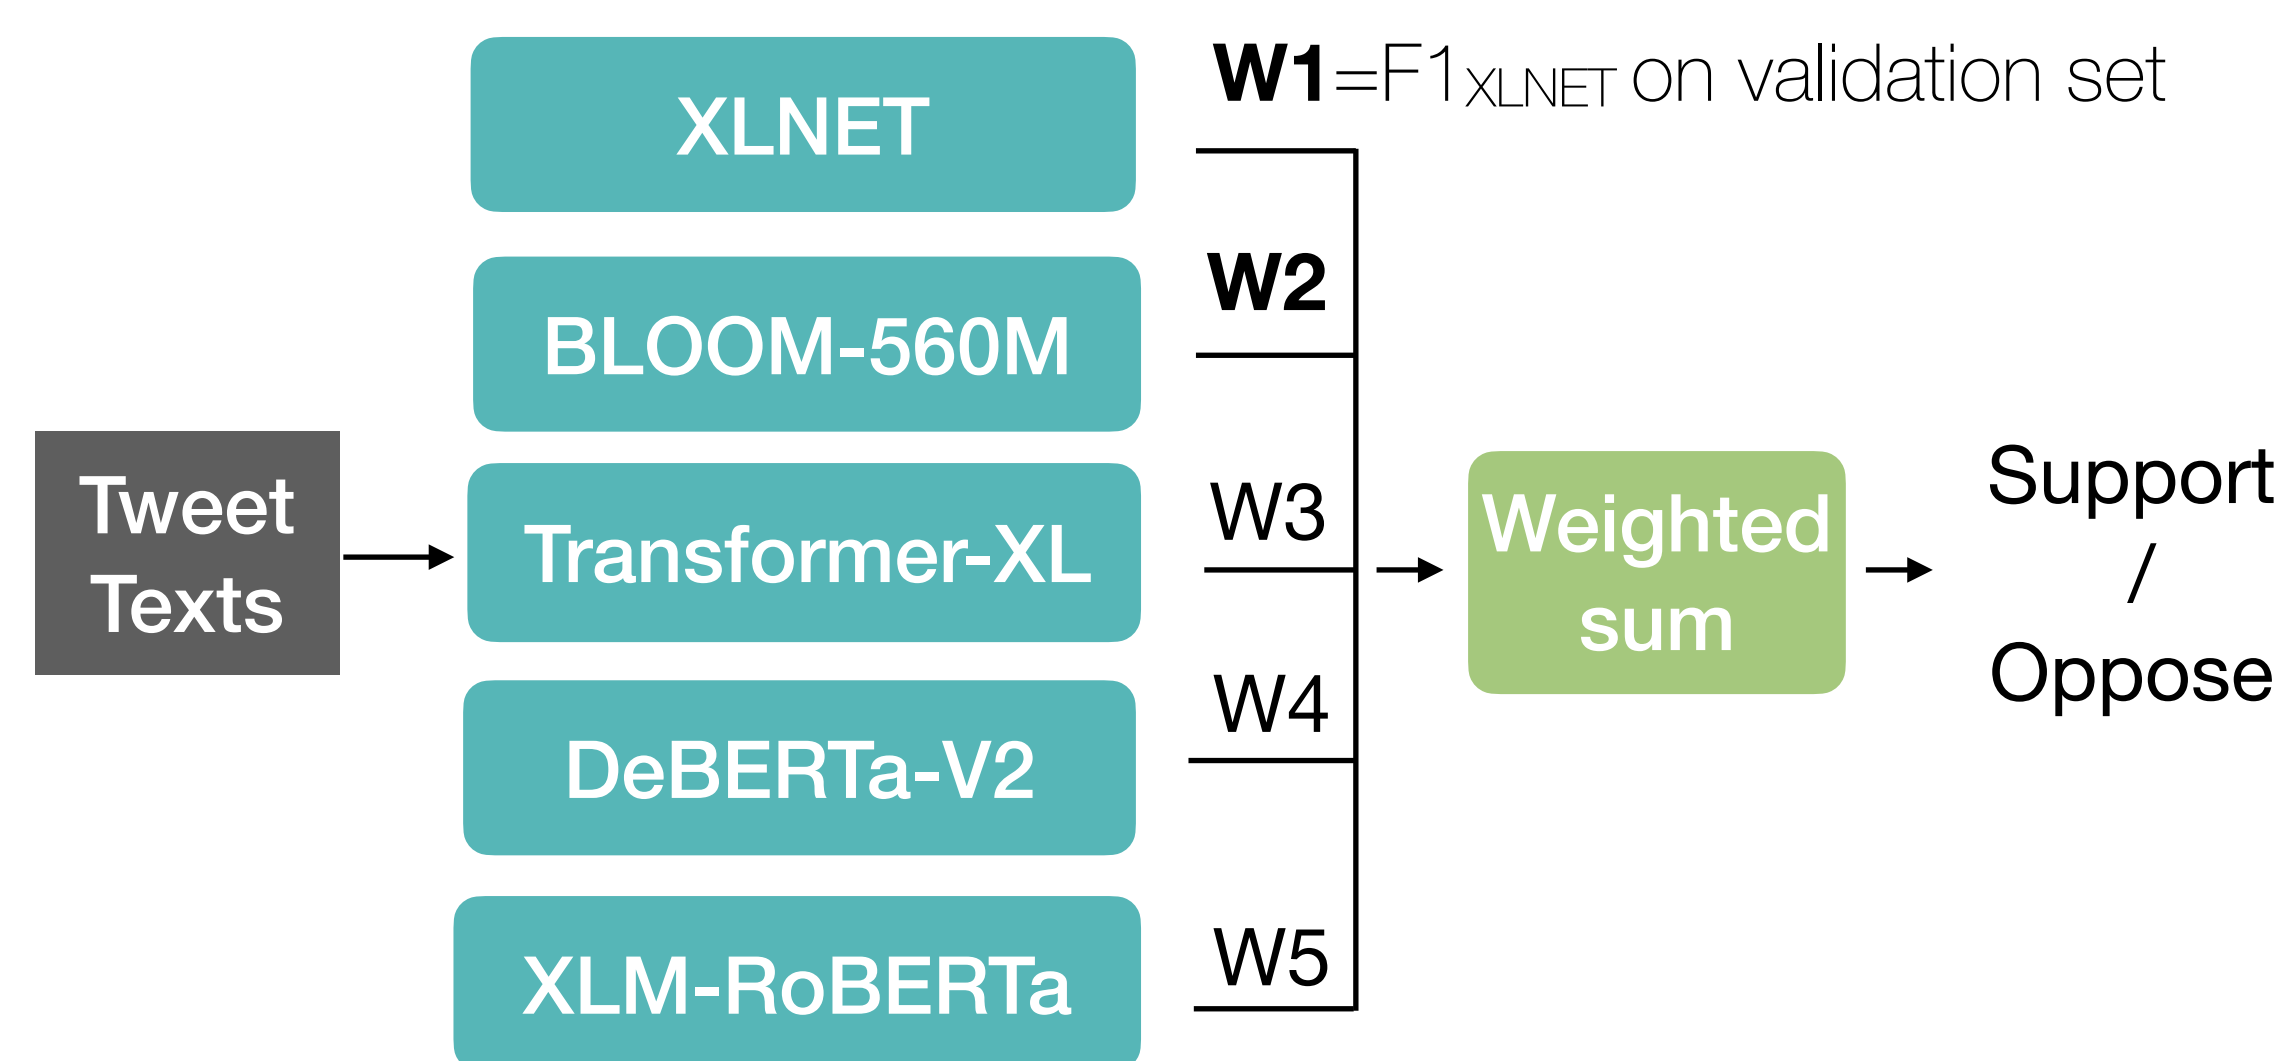 XLNET
W1=F1XLNET on validation set
BLOOM-560M
W2
Tweet
Texts
Transformer-XL
W3
Weighted
sum
Support
/
Oppose
DeBERTa-V2
W4
XLM-RoBERTa
W5